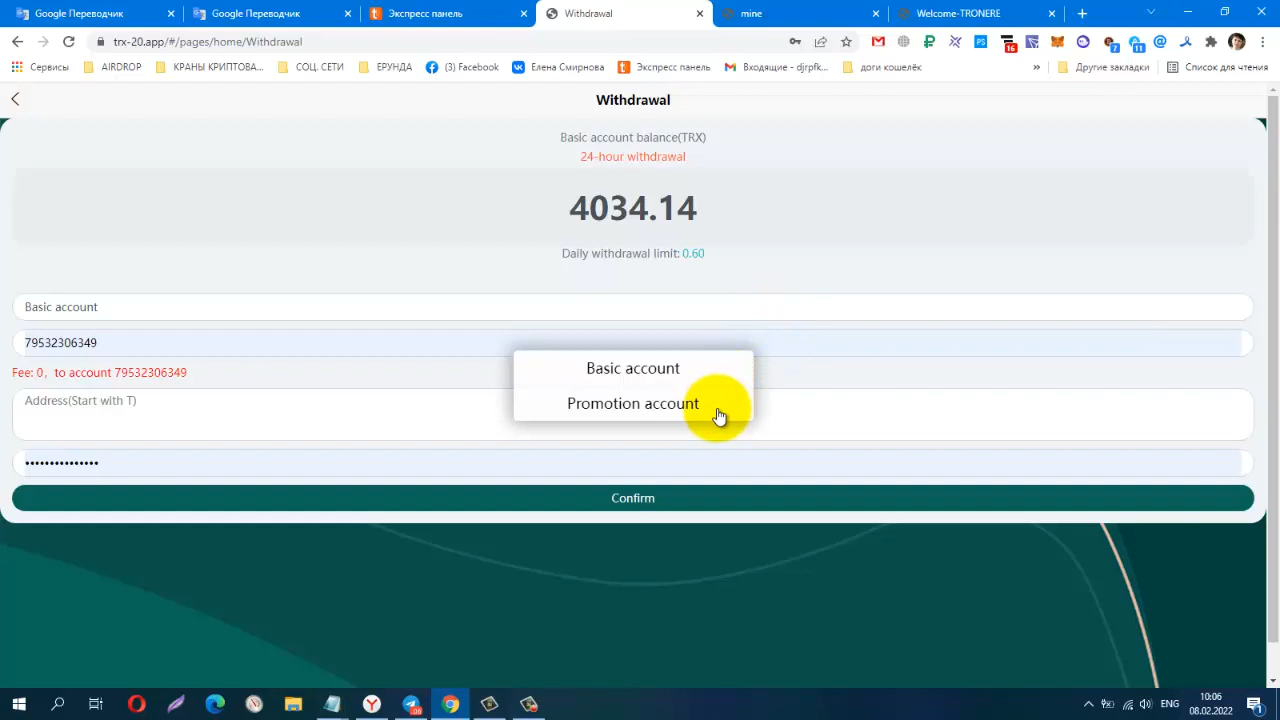 Google Переводчик
Google Переводчик
Экспресс панель
Withdrawal
mine
Welcome-TRONERE
trx-20.app/#/pages/home/Withdrawal
16
7
11
Сервисы
AIRDROP
КРАНЫ КРИПТОВА...
СОЦ. СЕТИ
ЕРУНДА
(3) Facebook
Елена Смирнова
Экспресс панель
Входящие - djrpfk...
доги кошелёк
»
Другие закладки
Список для чтения
Withdrawal
Basic account balance(TRX)
24-hour withdrawal
4034.14
Daily withdrawal limit: 0.60
Basic account
79532306349
Basic account
Fee: 0，to account 79532306349
Promotion account
Address(Start with T)
•••••••••••••••
Confirm
ENG
10:06
08.02.2022